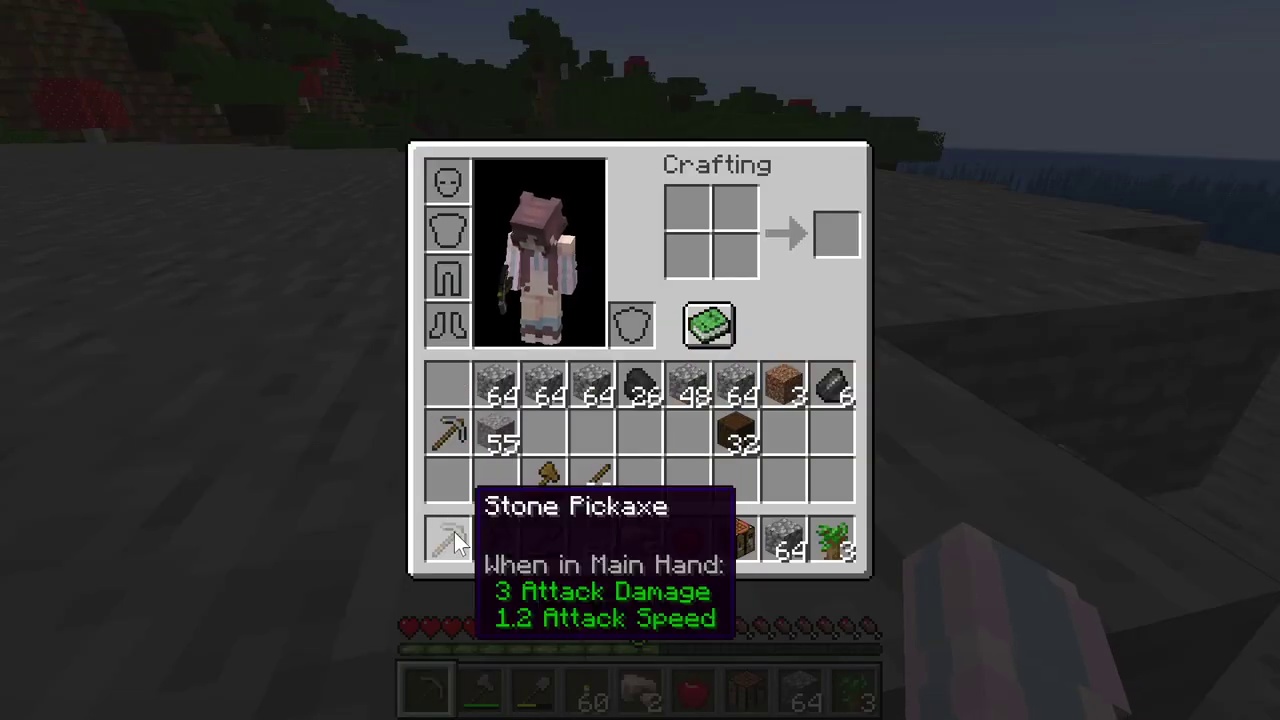 Crafting
64 64 64 26 48 64 3 6
55 32
Stone Pickaxe
When in Main Hand:
3 Attack Damage
1.2 Attack Speed
64 3
60 2 64 3